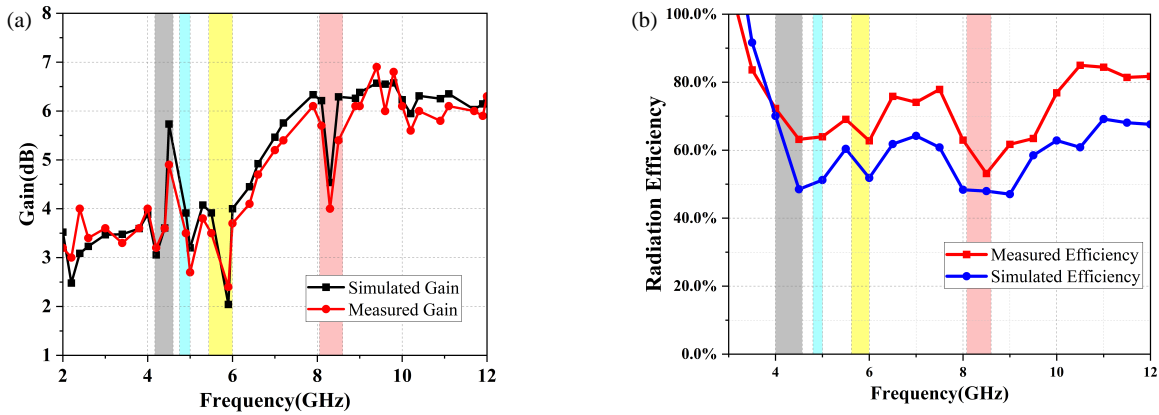 (a)
Gain(dB)
8
7
6
5
4
3
2
1
Simulated Gain
Measured Gain
2 4 6 8 10 12
Frequency(GHz)
(b)
Radiation Efficiency
100.0%
80.0%
60.0%
40.0%
20.0%
0.0%
Measured Efficiency
Simulated Efficiency
4 6 8 10 12
Frequency(GHz)